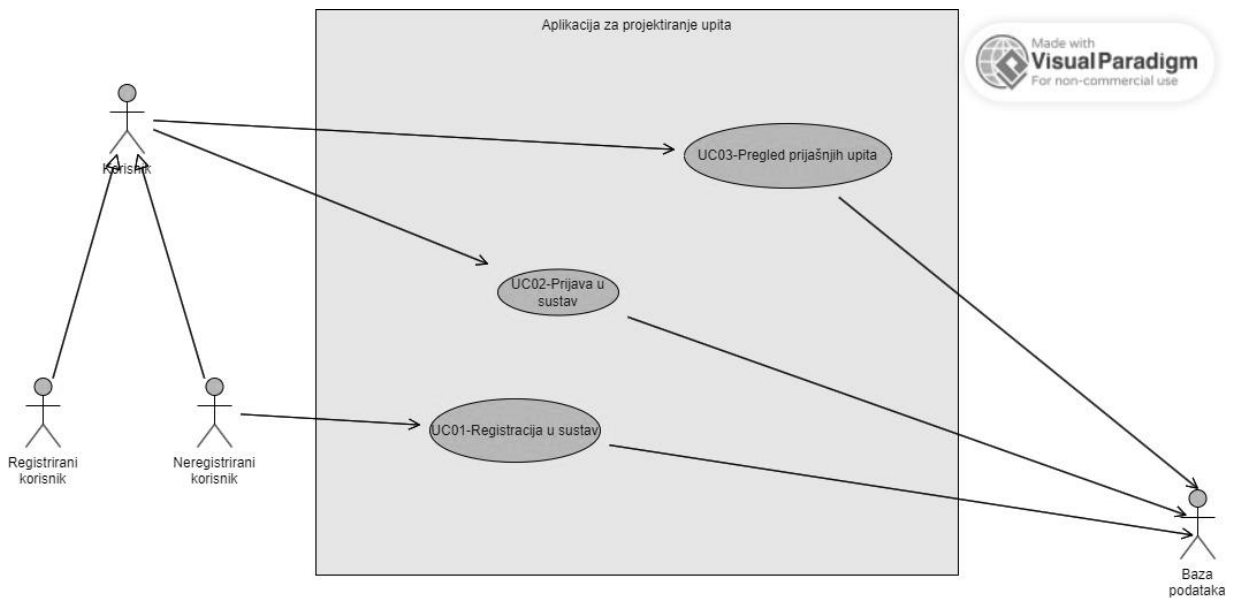 Aplikacija za projektiranje upita
Made with
Visual Paradigm
For non-commercial use
Korisnik
UC03-Pregled prijašnjih upita
UC02-Prijava u
sustav
UC01-Registracija u sustav
Registrirani
korisnik
Neregistrirani
korisnik
Baza
podataka